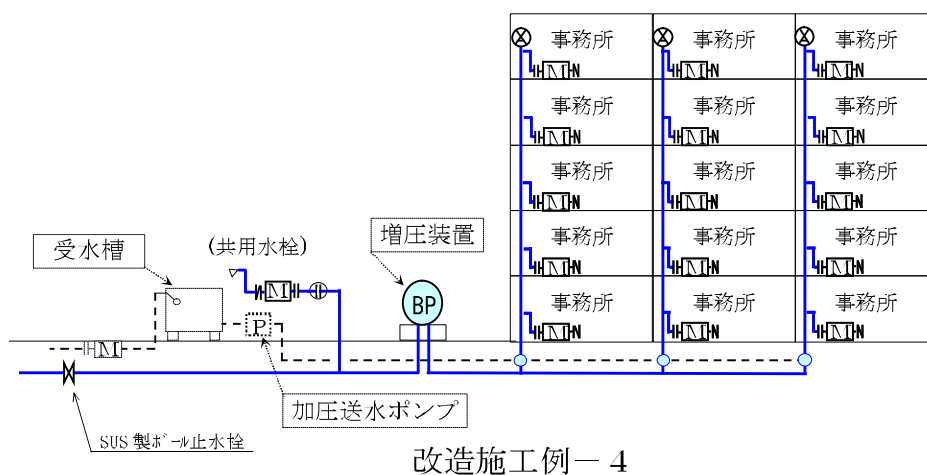 事務所 事務所 事務所
M N M N M N
事務所 事務所 事務所
M N M N M N
事務所 事務所 事務所
M N M N M N
事務所 事務所 事務所
M N M N M N
事務所 事務所 事務所
M N M N M N
受水槽
(共用水栓)
増圧装置
M
BP
P
M
加圧送水ポンプ
SUS製ボール止水栓
改造施工例－4